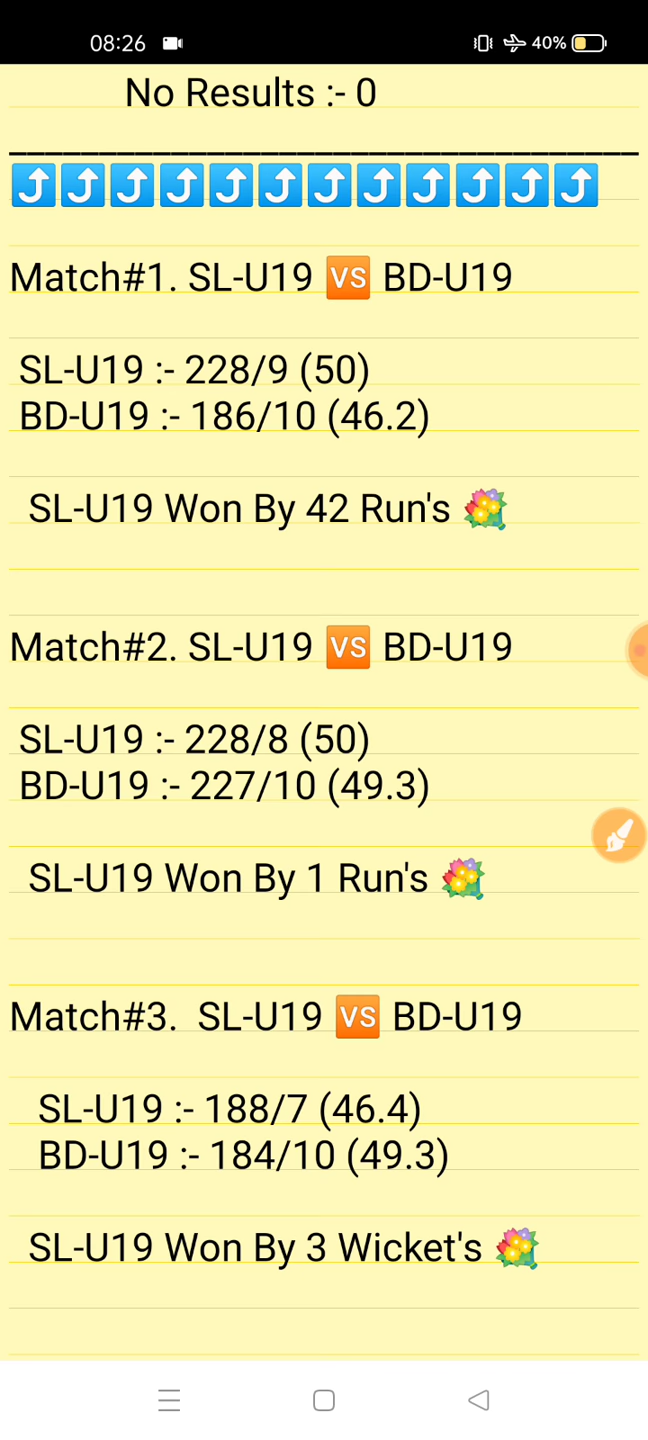 08:26 40%
No Results :- 0
___________________________________
⤴️⤴️⤴️⤴️⤴️⤴️⤴️⤴️⤴️⤴️⤴️⤴️
Match#1. SL-U19 🆚 BD-U19
SL-U19 :- 228/9 (50)
BD-U19 :- 186/10 (46.2)
SL-U19 Won By 42 Run's 💐
Match#2. SL-U19 🆚 BD-U19
SL-U19 :- 228/8 (50)
BD-U19 :- 227/10 (49.3)
SL-U19 Won By 1 Run's 💐
Match#3.  SL-U19 🆚 BD-U19
SL-U19 :- 188/7 (46.4)
BD-U19 :- 184/10 (49.3)
SL-U19 Won By 3 Wicket's 💐